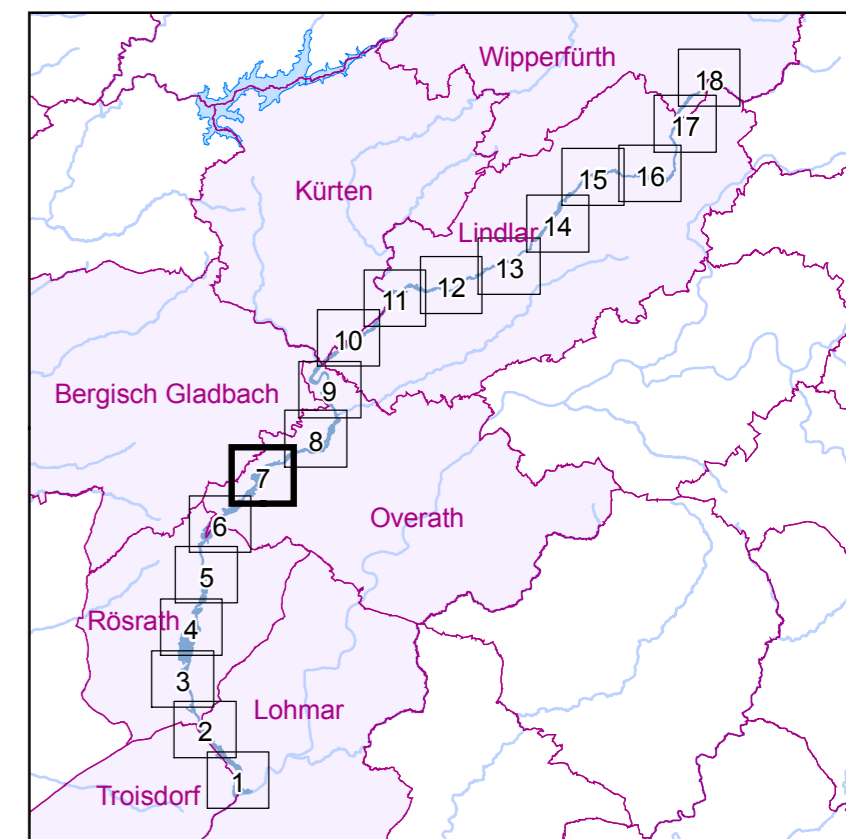 Wipperfürth
18
17
Kürten
15
16
14
Lindlar
13
12
11
10
Bergisch Gladbach
9
8
7
Overath
6
5
Rösrath
4
3
Lohmar
2
1
Troisdorf